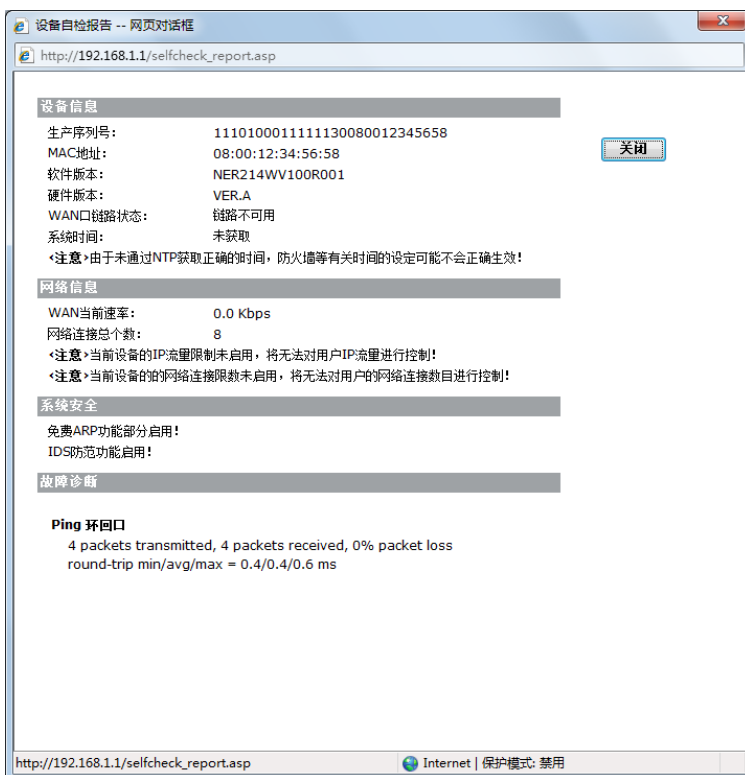 设备自检报告 -- 网页对话框
http://192.168.1.1/selfcheck_report.asp
设备信息
生产序列号: 1110100011111130080012345658
MAC地址: 08:00:12:34:56:58
关闭
软件版本: NER214WV100R001
硬件版本: VER.A
WAN口链路状态: 链路不可用
系统时间: 未获取
<注意>由于未通过NTP获取正确的时间，防火墙等有关时间的设定可能不会正确生效!
网络信息
WAN当前速率: 0.0 Kbps
网络连接总个数: 8
<注意>当前设备的IP流量限制未启用，将无法对用户IP流量进行控制!
<注意>当前设备的的网络连接限数未启用，将无法对用户的网络连接数目进行控制!
系统安全
免费ARP功能部分启用!
IDS防范功能启用!
故障诊断
Ping 环回口
4 packets transmitted, 4 packets received, 0% packet loss
round-trip min/avg/max = 0.4/0.4/0.6 ms
http://192.168.1.1/selfcheck_report.asp
Internet | 保护模式: 禁用